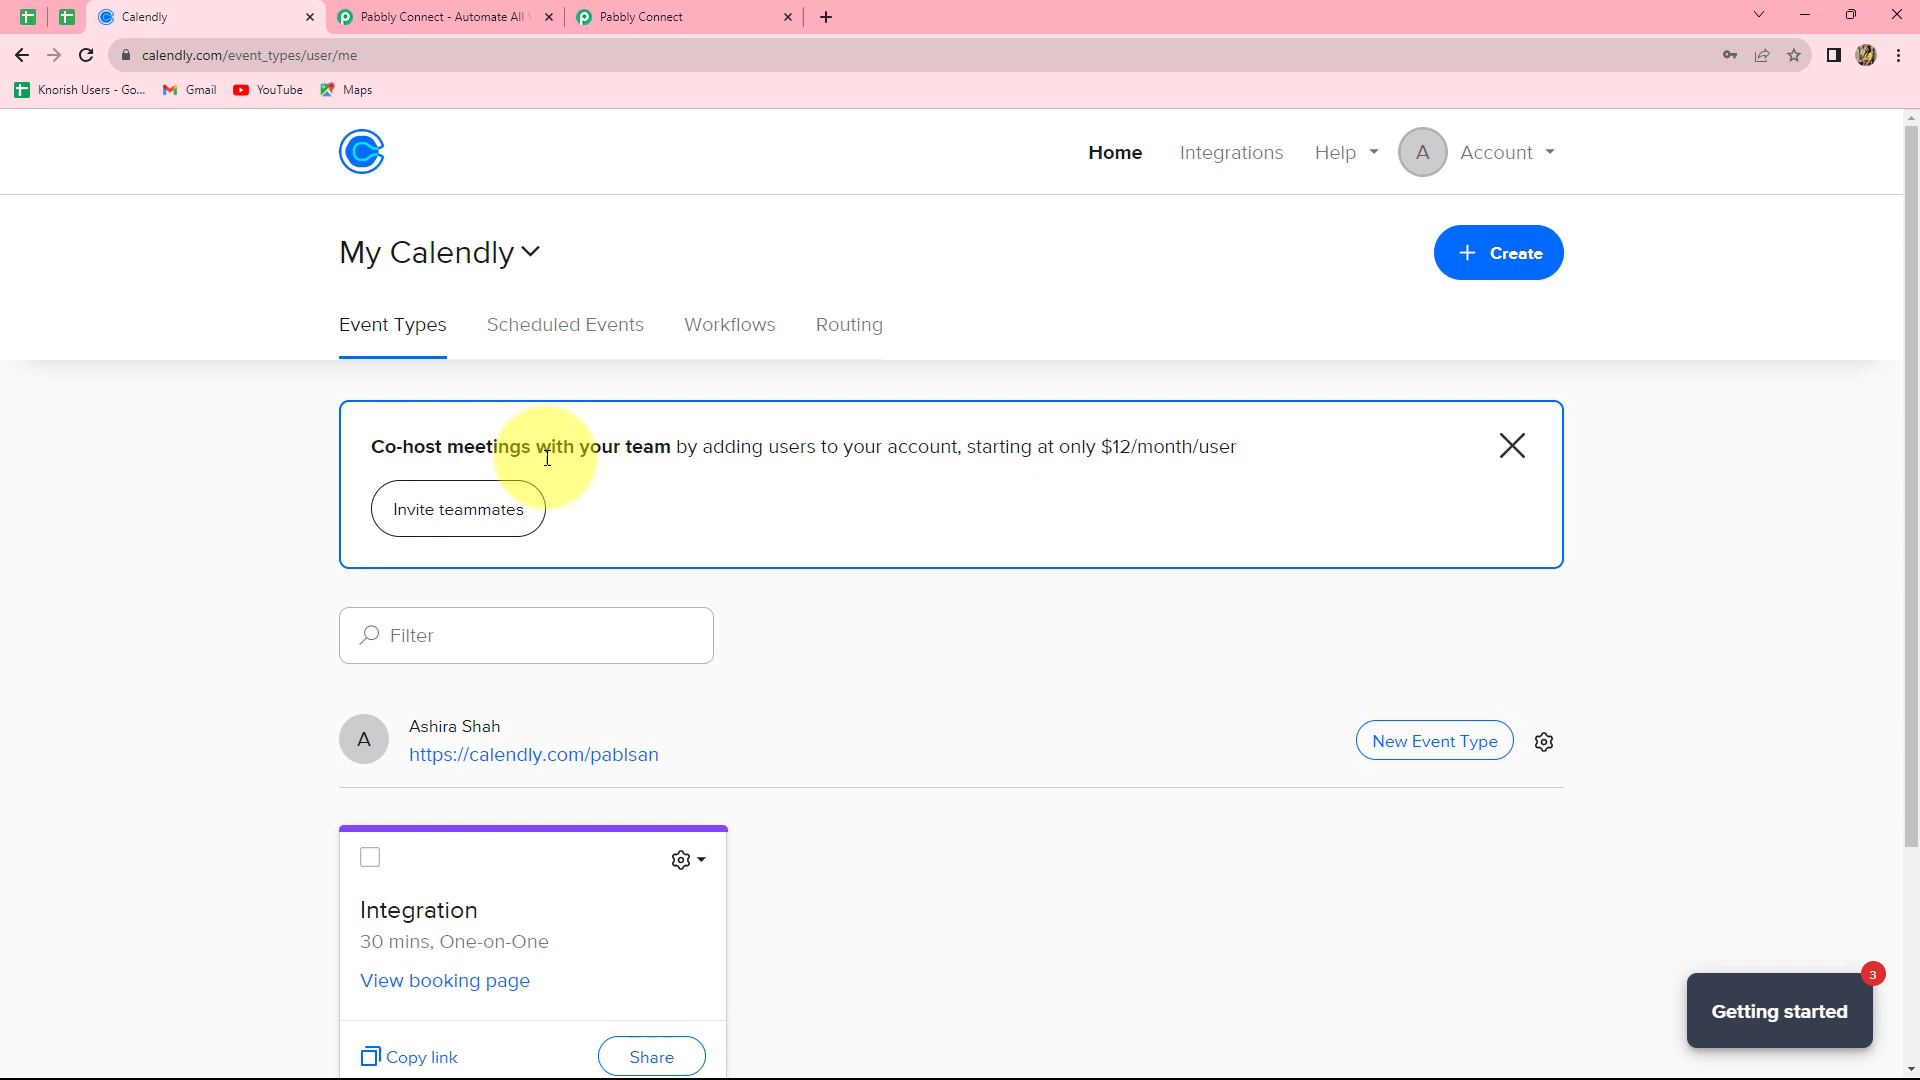 Calendly
Pabbly Connect - Automate All
Pabbly Connect
calendly.com/event_types/user/me
Knorish Users - Go...
Gmail
YouTube
Maps
Home
Integrations
Help
A
Account
My Calendly
+ Create
Event Types
Scheduled Events
Workflows
Routing
Co-host meetings with your team by adding users to your account, starting at only $12/month/user
Invite teammates
Filter
A
Ashira Shah
https://calendly.com/pablsan
New Event Type
Integration
30 mins, One-on-One
View booking page
Copy link
Share
3
Getting started